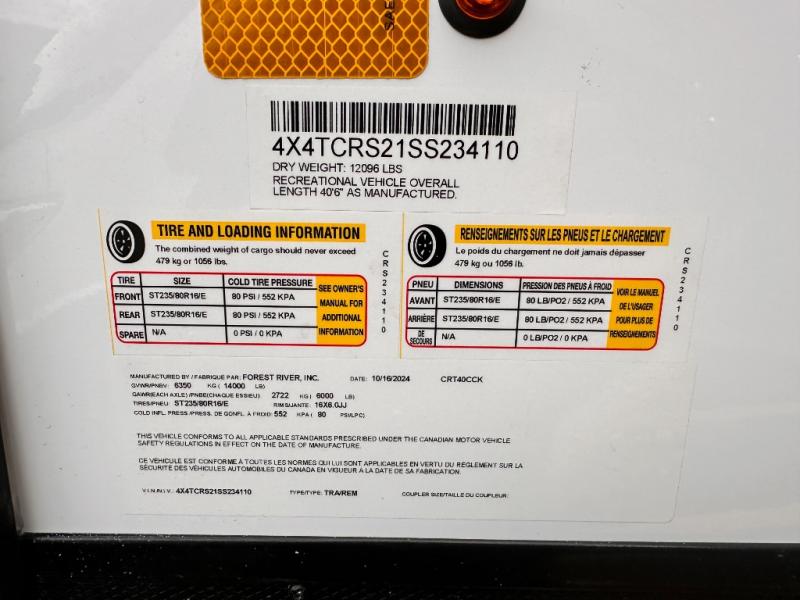 SAE
4X4TCRS21SS234110
DRY WEIGHT: 12096 LBS
RECREATIONAL VEHICLE OVERALL
LENGTH 40'6" AS MANUFACTURED.
TIRE AND LOADING INFORMATION
The combined weight of cargo should never exceed
479 kg or 1056 lbs.
TIRE SIZE COLD TIRE PRESSURE
FRONT ST235/80R16/E 80 PSI / 552 KPA
REAR ST235/80R16/E 80 PSI / 552 KPA
SPARE N/A 0 PSI / 0 KPA
SEE OWNER'S
MANUAL FOR
ADDITIONAL
INFORMATION
CRS234110
RENSEIGNEMENTS SUR LES PNEUS ET LE CHARGEMENT
Le poids du chargement ne doit jamais dépasser
479 kg ou 1056 lb.
PNEU DIMENSIONS PRESSION DES PNEUS À FROID
AVANT ST235/80R16/E 80 LB/PO2 / 552 KPA
ARRIÈRE ST235/80R16/E 80 LB/PO2 / 552 KPA
DE SECOURS N/A 0 LB/PO2 / 0 KPA
VOIR LE MANUEL
DE L'USAGER
POUR PLUS DE
RENSEIGNEMENTS
CRS234110
MANUFACTURED BY / FABRIQUE PAR: FOREST RIVER, INC. DATE: 10/16/2024 CRT40CCK
GVWR/PNBV: 6350 KG ( 14000 LB)
GAWR(EACH AXLE) /PNBE(CHAQUE ESSIEU) 2722 KG ( 6000 LB)
TIRES/PNEU: ST235/80R16/E RIMS/JANTE: 16X6.0JJ
COLD INFL. PRESS./PRESS. DE GONFL. À FROID: 552 KPA ( 80 PSI/LPC)
THIS VEHICLE CONFORMS TO ALL APPLICABLE STANDARDS PRESCRIBED UNDER THE CANADIAN MOTOR VEHICLE
SAFETY REGULATIONS IN EFFECT ON THE DATE OF MANUFACTURE.
CE VÉHICULE EST CONFORME À TOUTES LES NORMES QUI LUI SONT APPLICABLES EN VERTU DU RÈGLEMENT SUR LA
SÉCURITÉ DES VÉHICULES AUTOMOBILES DU CANADA EN VIGUEUR À LA DATE DE SA FABRICATION.
V.I.N./N.I.V.: 4X4TCRS21SS234110 TYPE/TYPE: TRA/REM COUPLER SIZE/TAILLE DU COUPLEUR: